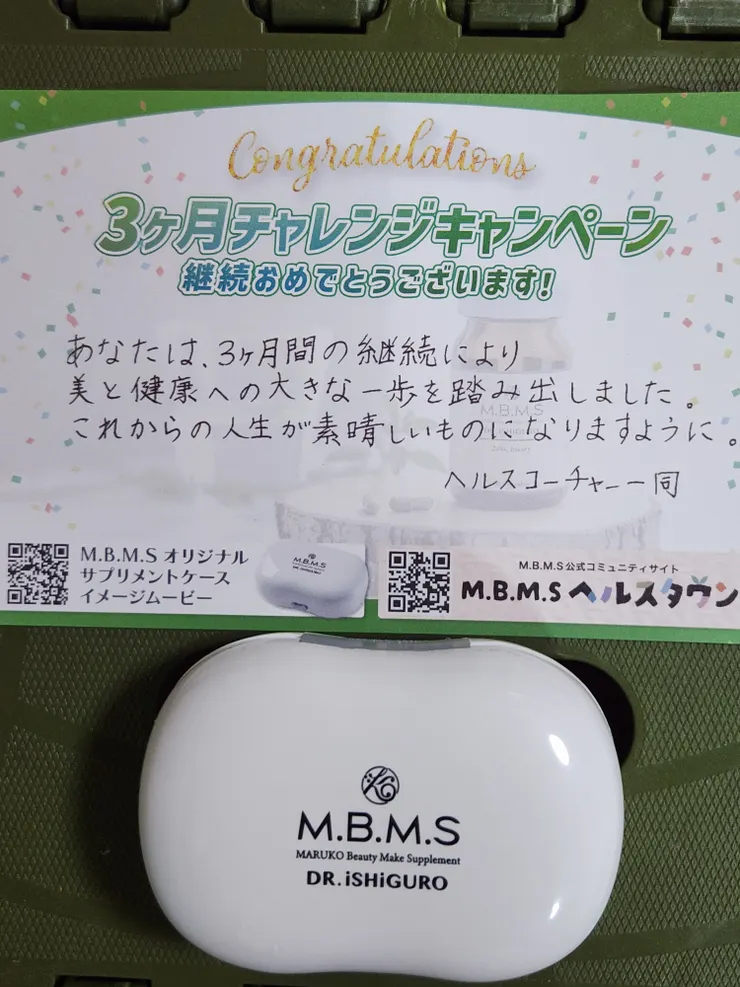 Congratulations
3ヶ月チャレンジキャンペーン
継続おめでとうございます!
あなたは、3ヶ月間の継続により
美と健康への大きな一歩を踏み出しました。
これからの人生が素晴しいものになりますように。
ヘルスコーチャー一同
M.B.M.S オリジナル
サプリメントケース
イメージムービー
M.B.M.S公式コミュニティサイト
M.B.M.S ヘルスタウン
M.B.M.S
MARUKO Beauty Make Supplement
DR.iSHiGURO